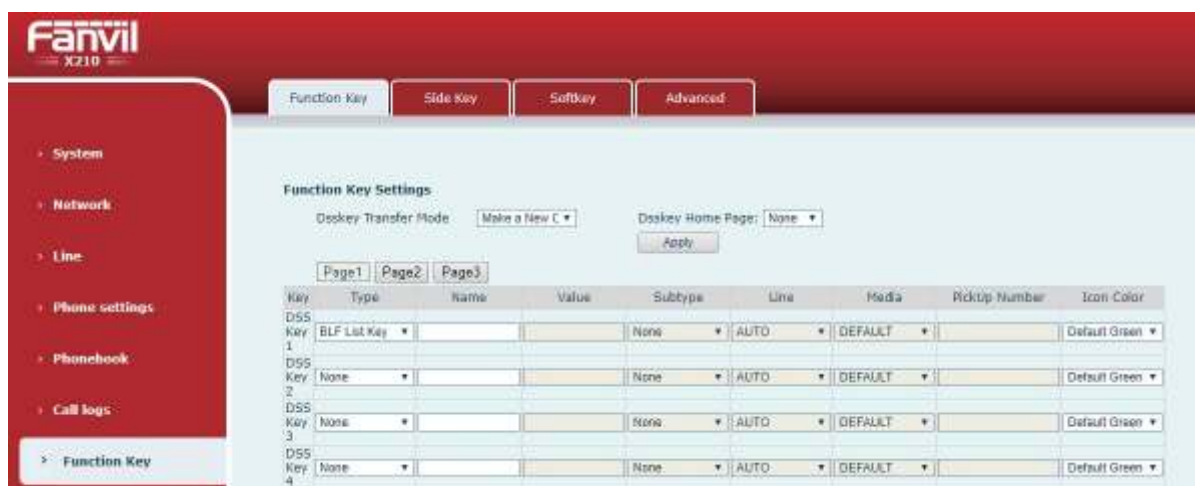 Fanvil
X210
Function Key Side Key Softkey Advanced
System
Network
Line
Phone settings
Phonebook
Call logs
Function Key
Function Key Settings
Dsskey Transfer Mode Make a New C Dsskey Home Page: None
Apply
Page1 Page2 Page3
Key Type Name Value Subtype Line Media PickUp Number Icon Color
DSS Key 1 BLF List Key None AUTO DEFAULT Default Green
DSS Key 2 None None AUTO DEFAULT Default Green
DSS Key 3 None None AUTO DEFAULT Default Green
DSS Key 4 None None AUTO DEFAULT Default Green